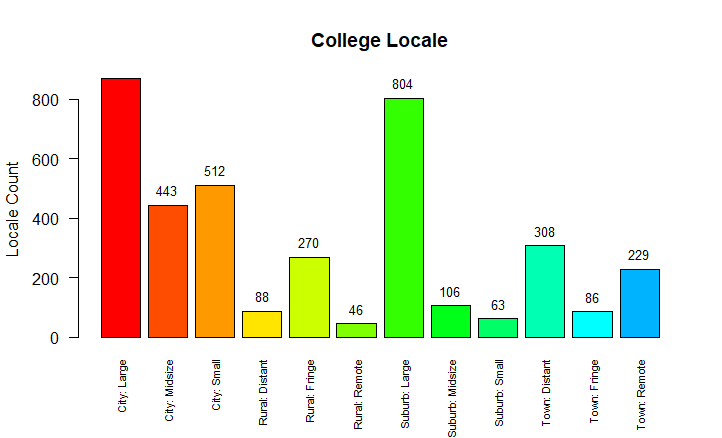 College Locale
Locale Count
800
600
400
200
0
443
512
88
270
46
804
106
63
308
86
229
City: Large
City: Midsize
City: Small
Rural: Distant
Rural: Fringe
Rural: Remote
Suburb: Large
Suburb: Midsize
Suburb: Small
Town: Distant
Town: Fringe
Town: Remote